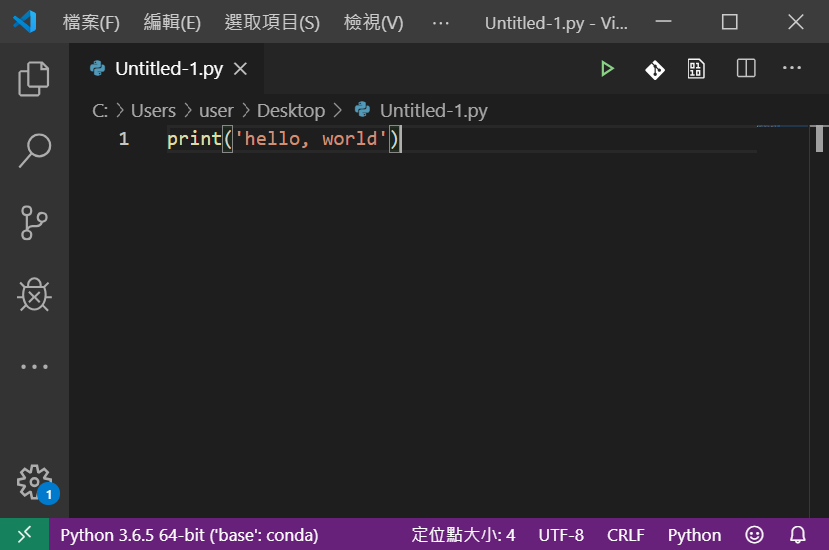 檔案(F) 編輯(E) 選取項目(S) 檢視(V) ··· Untitled-1.py - Vi...
Untitled-1.py
C: > Users > user > Desktop > Untitled-1.py
1 print('hello, world')
1
Python 3.6.5 64-bit ('base': conda) 定位點大小: 4 UTF-8 CRLF Python